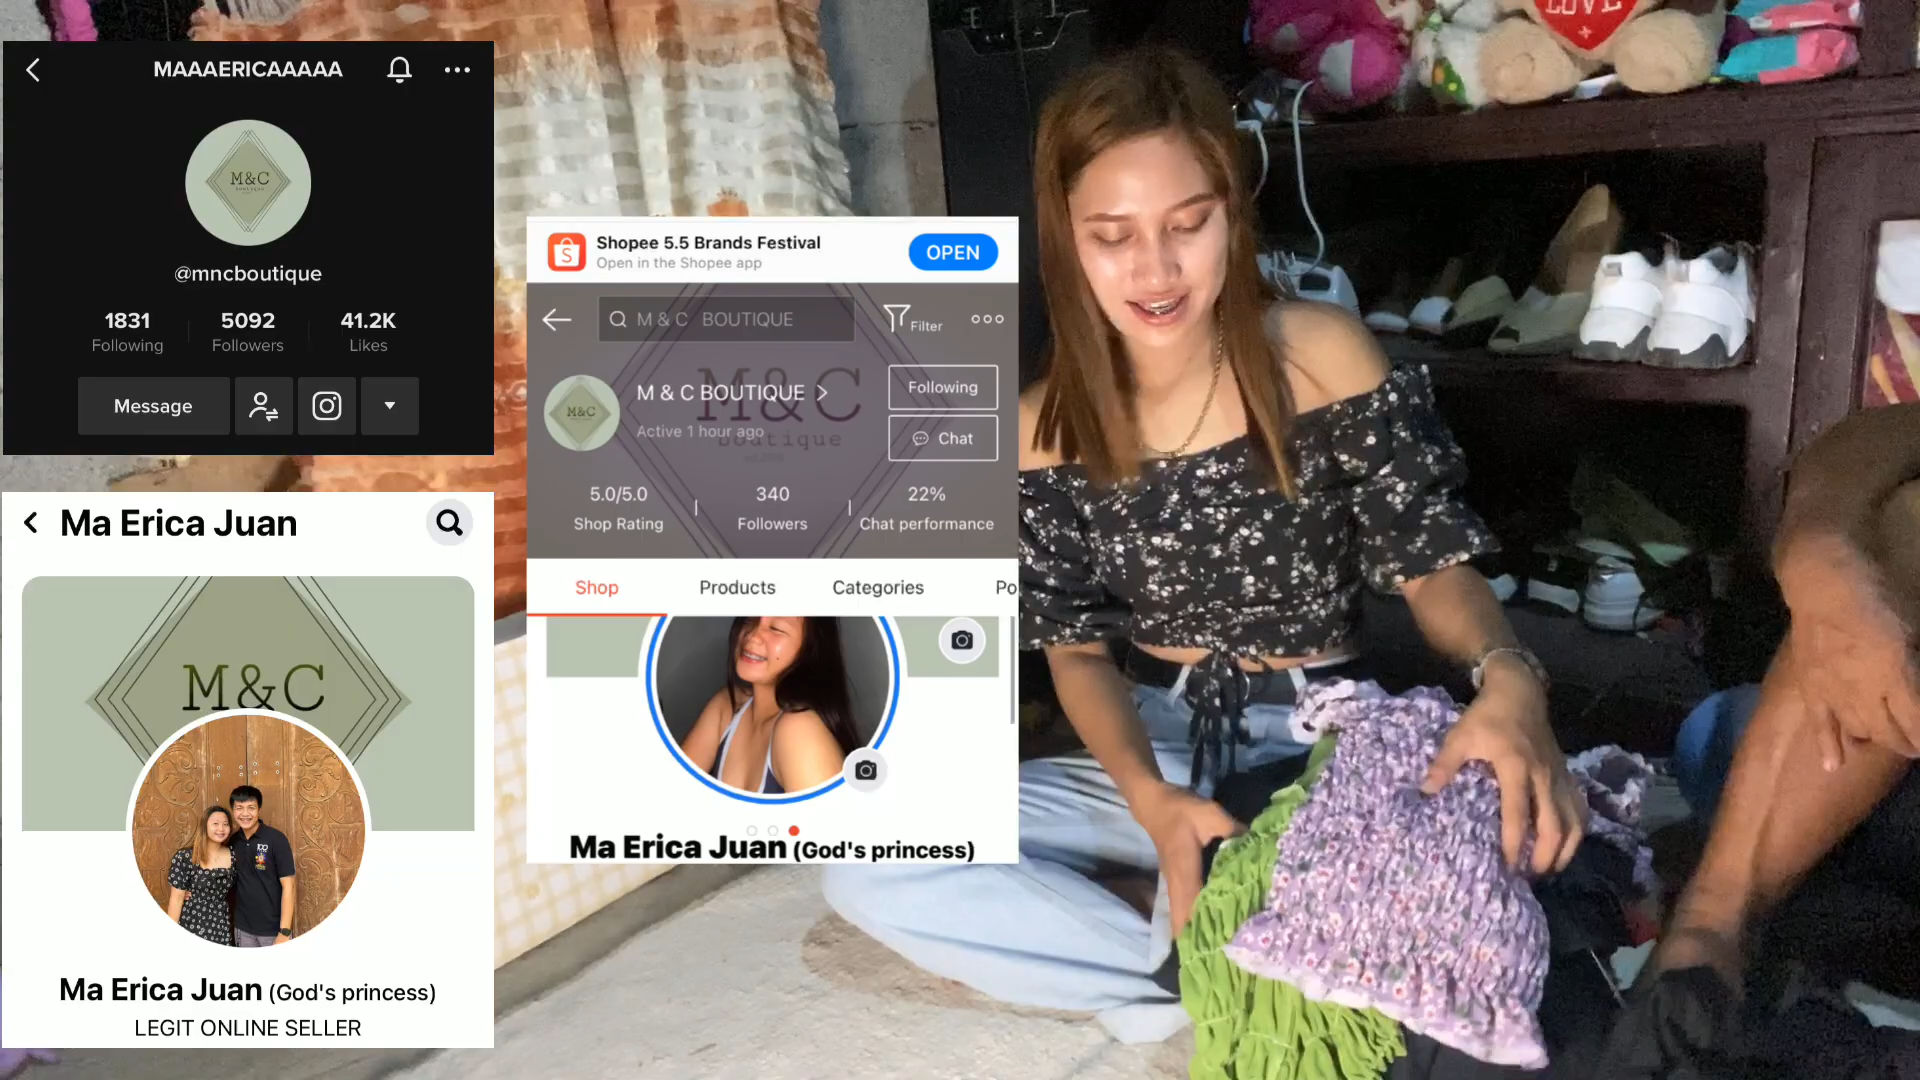 MAAAERICAAAAA
M&C
@mncboutique
1831
Following
5092
Followers
41.2K
Likes
Message
Ma Erica Juan
M&C
Ma Erica Juan (God's princess)
LEGIT ONLINE SELLER
Shopee 5.5 Brands Festival
Open in the Shopee app
OPEN
M & C BOUTIQUE
Filter
M&C
boutique
M&C
M & C BOUTIQUE
Active 1 hour ago
Following
Chat
5.0/5.0
Shop Rating
340
Followers
22%
Chat performance
Shop Products Categories Po
Ma Erica Juan (God's princess)
LOVE